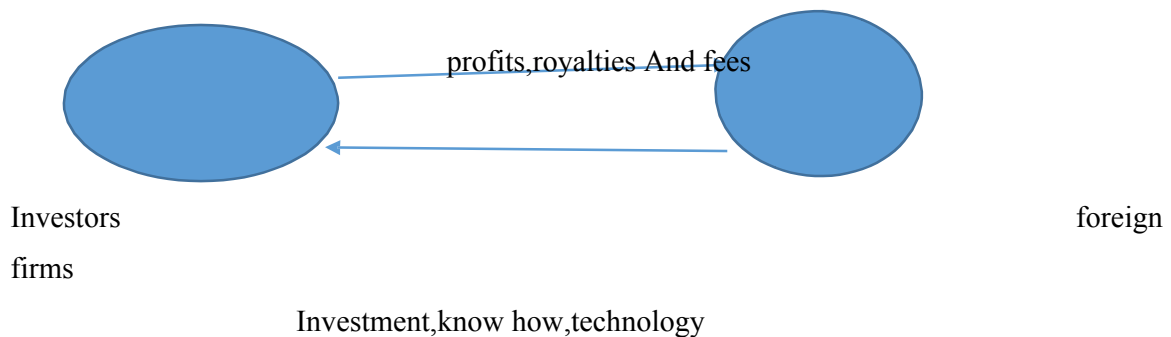 profits,royalties And fees
Investors foreign
firms
Investment,know how,technology